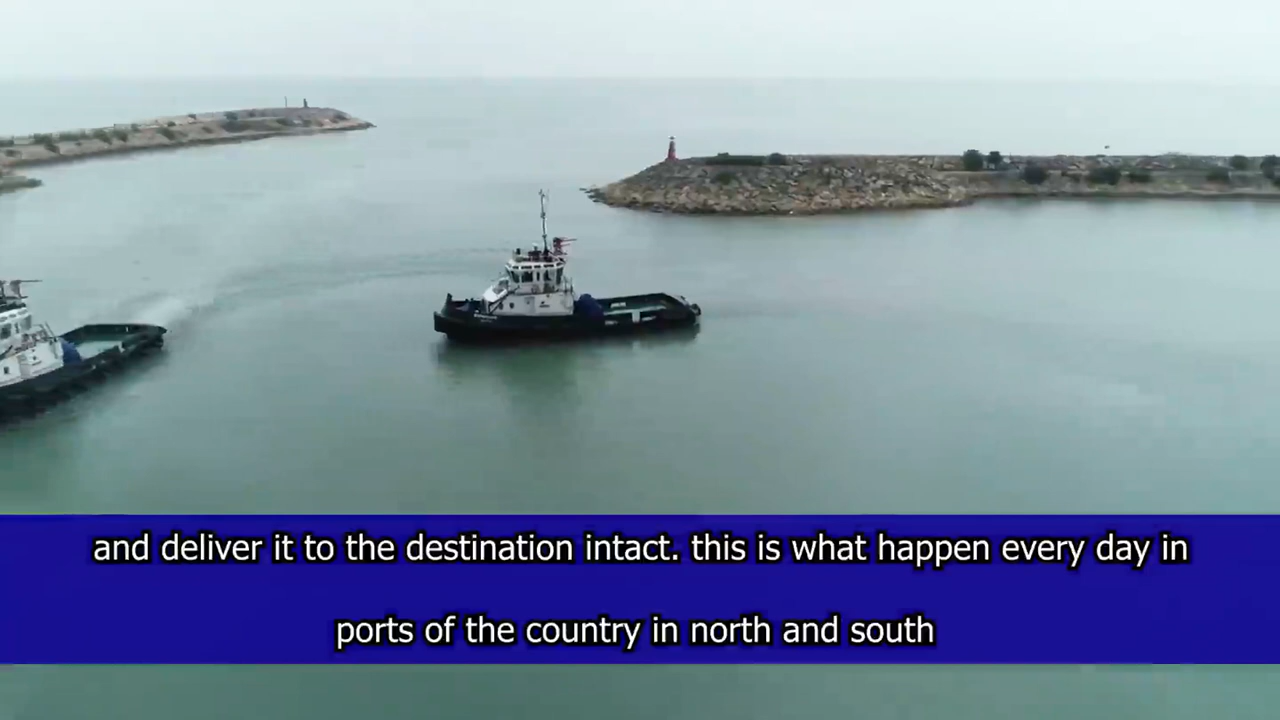 and deliver it to the destination intact. this is what happen every day in
ports of the country in north and south